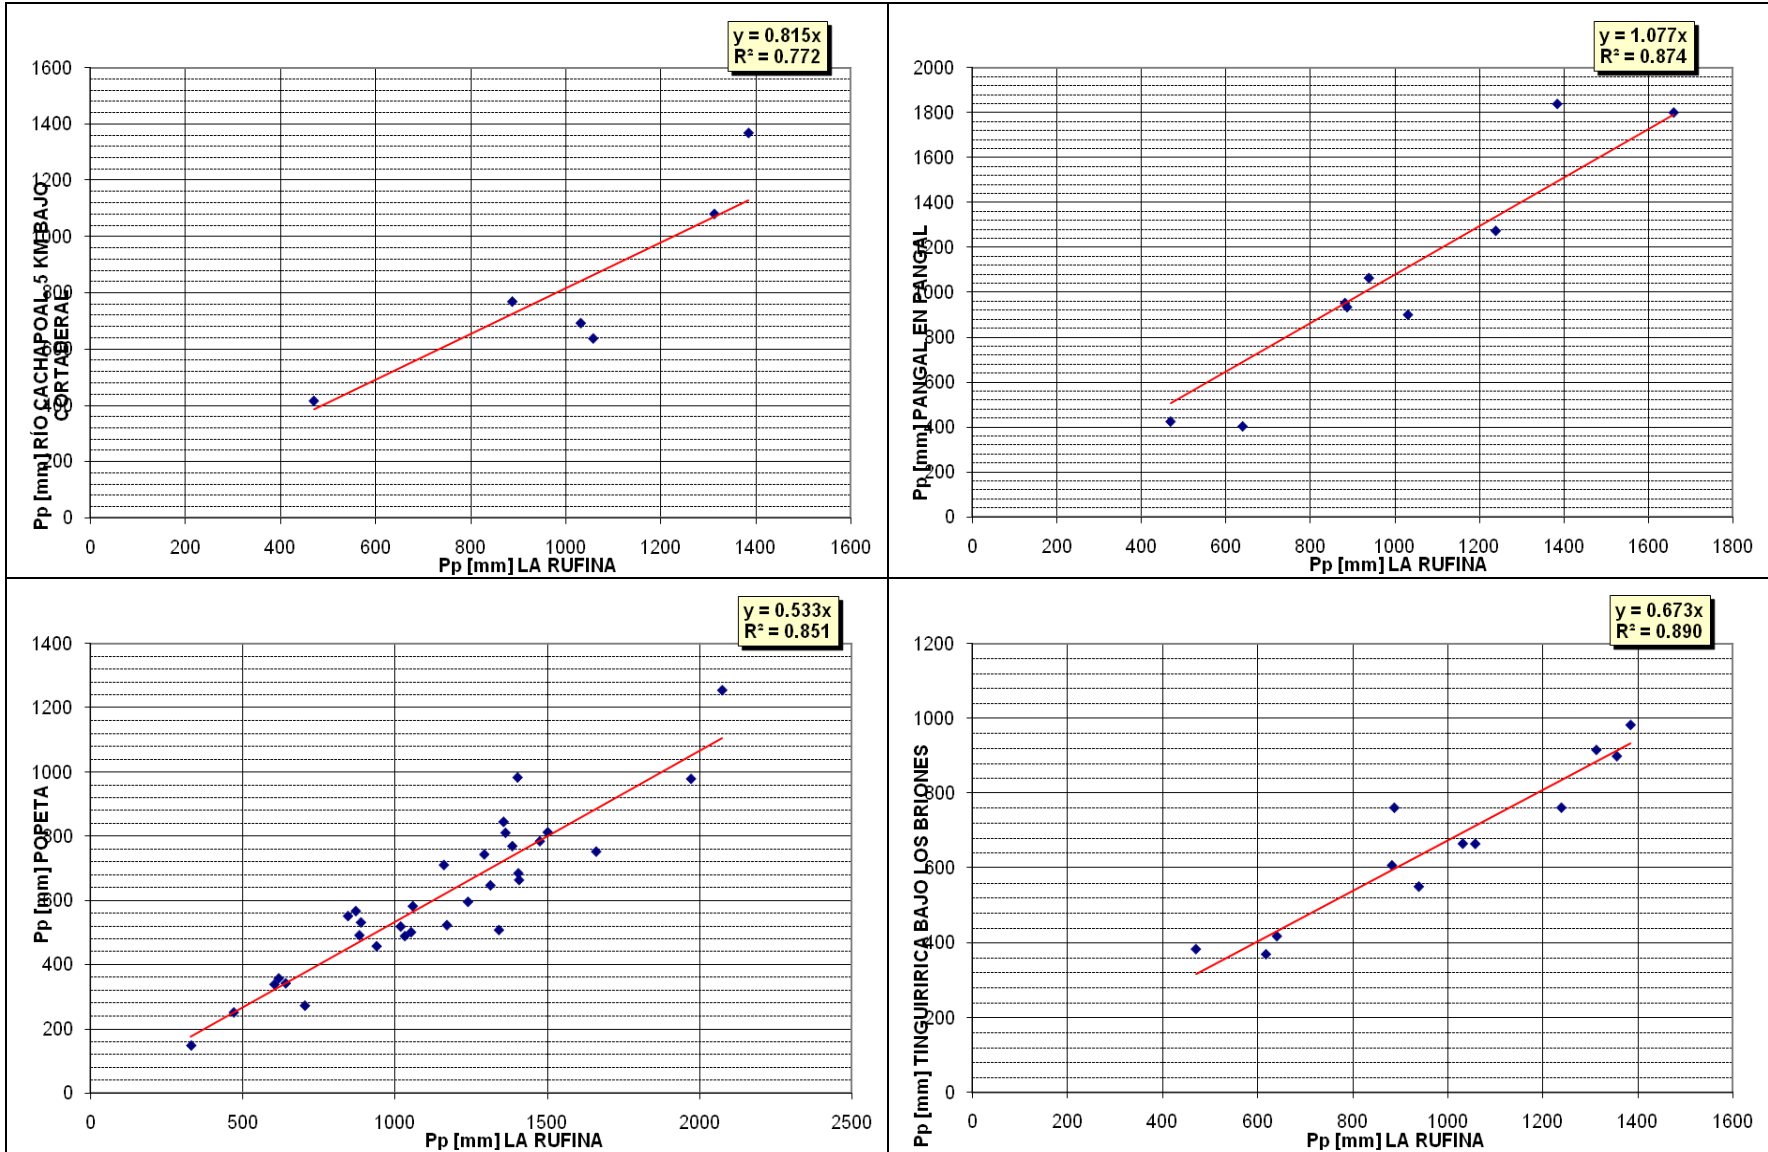 y = 0.815x
R² = 0.772
1600
1400
1200
1000
800
600
400
200
0
Pp [mm] RÍO CACHAPOAL 5 KM BAJO
CORTADERAL
0 200 400 600 800 1000 1200 1400 1600
Pp [mm] LA RUFINA
y = 1.077x
R² = 0.874
2000
1800
1600
1400
1200
1000
800
600
400
200
0
Pp [mm] PANGAL EN PANGAL
0 200 400 600 800 1000 1200 1400 1600 1800
Pp [mm] LA RUFINA
y = 0.533x
R² = 0.851
1400
1200
1000
800
600
400
200
0
Pp [mm] POPETA
0 500 1000 1500 2000 2500
Pp [mm] LA RUFINA
y = 0.673x
R² = 0.890
1200
1000
800
600
400
200
0
Pp [mm] TINGUIRIRICA BAJO LOS BRIONES
0 200 400 600 800 1000 1200 1400 1600
Pp [mm] LA RUFINA